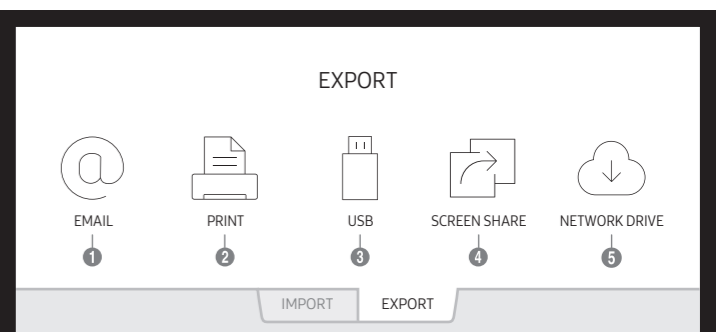 EXPORT
EMAIL PRINT USB SCREEN SHARE NETWORK DRIVE
1 2 3 4 5
IMPORT EXPORT